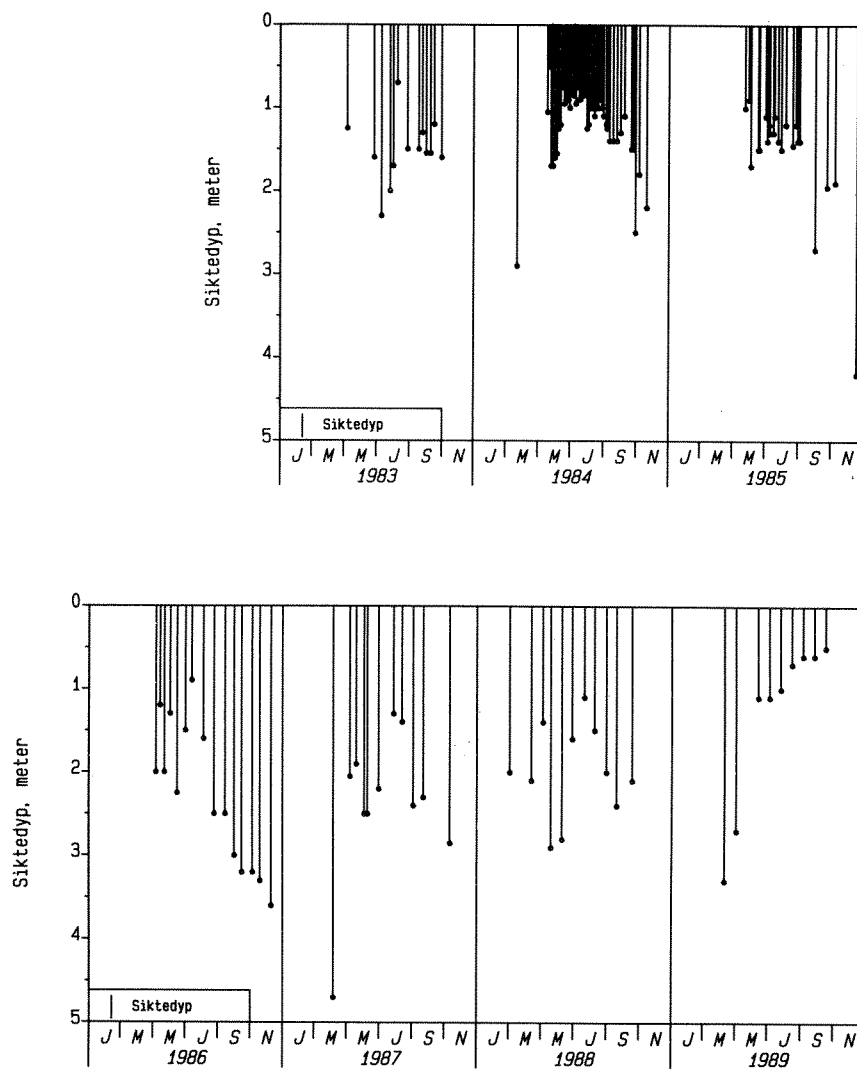 0
1
2
3
4
5
Siktedyp, meter
Siktedyp
J M M J S N J M M J S N J M M J S N
1983 1984 1985
0
1
2
3
4
5
Siktedyp, meter
Siktedyp
J M M J S N J M M J S N J M M J S N J M M J S N
1986 1987 1988 1989